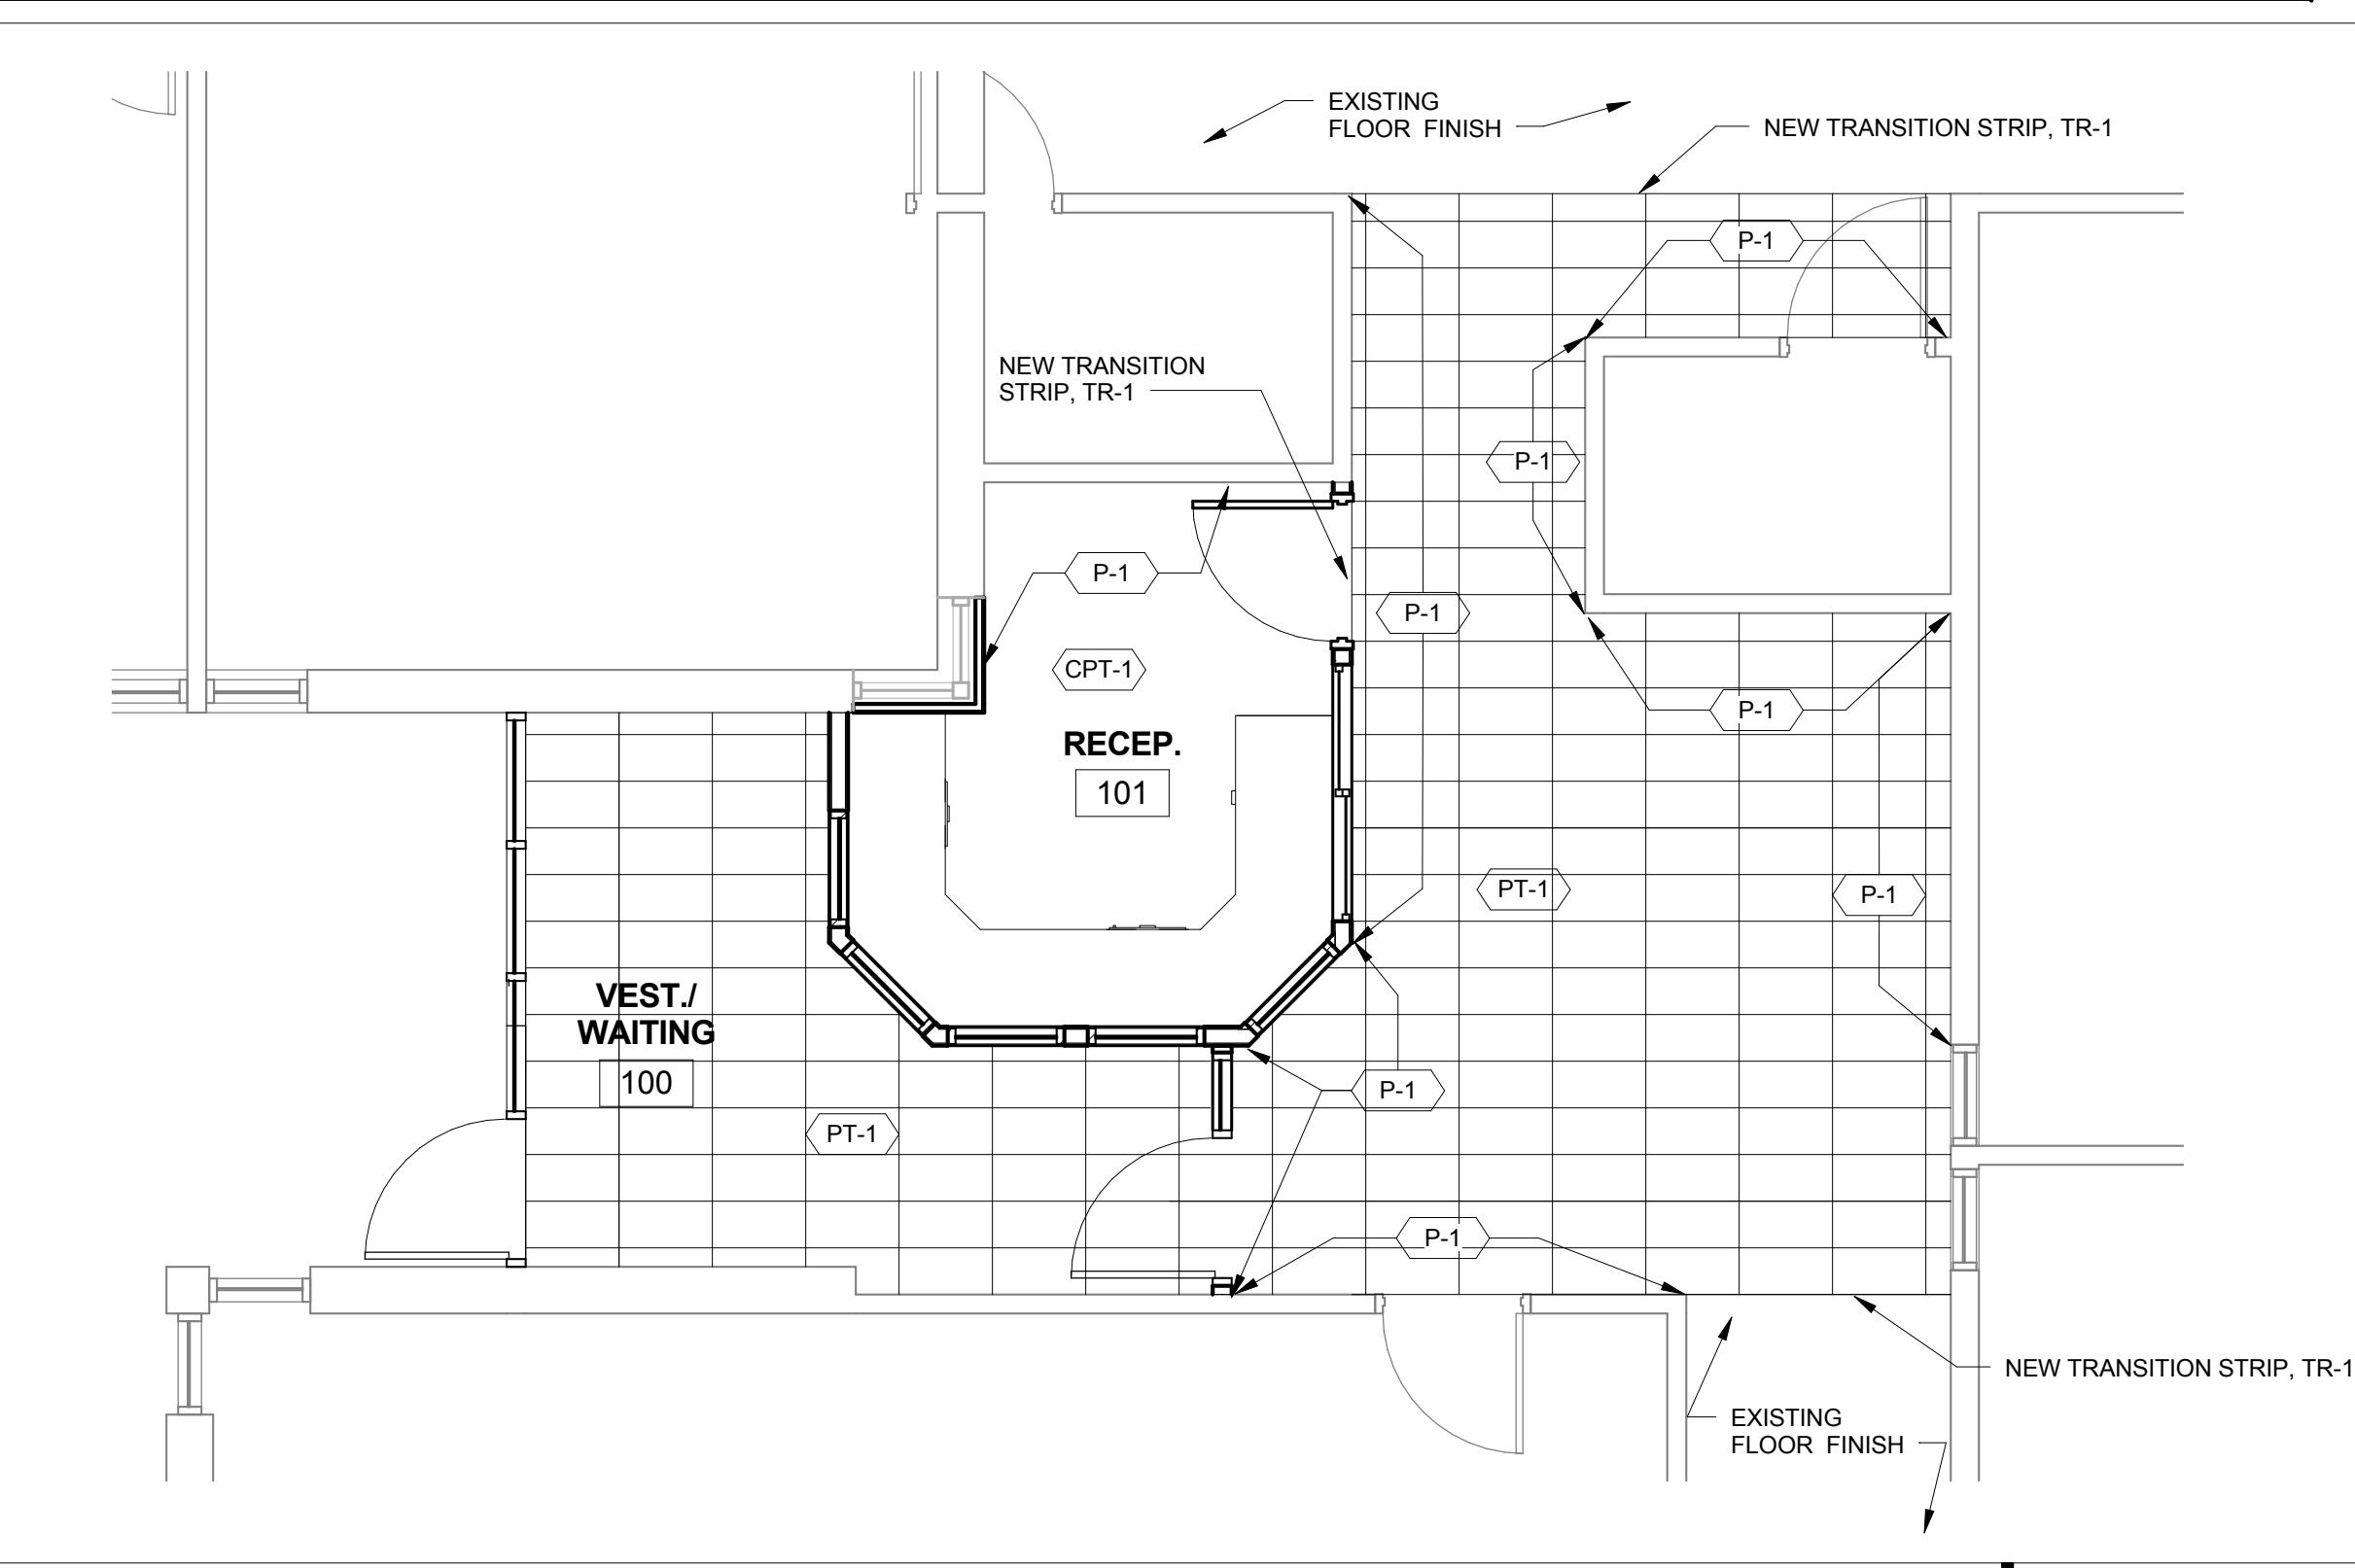 EXISTING
FLOOR FINISH
NEW TRANSITION STRIP, TR-1
P-1
NEW TRANSITION
STRIP, TR-1
P-1
P-1
P-1
CPT-1
P-1
RECEP.
101
PT-1
P-1
VEST./
WAITING
100
P-1
PT-1
P-1
NEW TRANSITION STRIP, TR-1
EXISTING
FLOOR FINISH